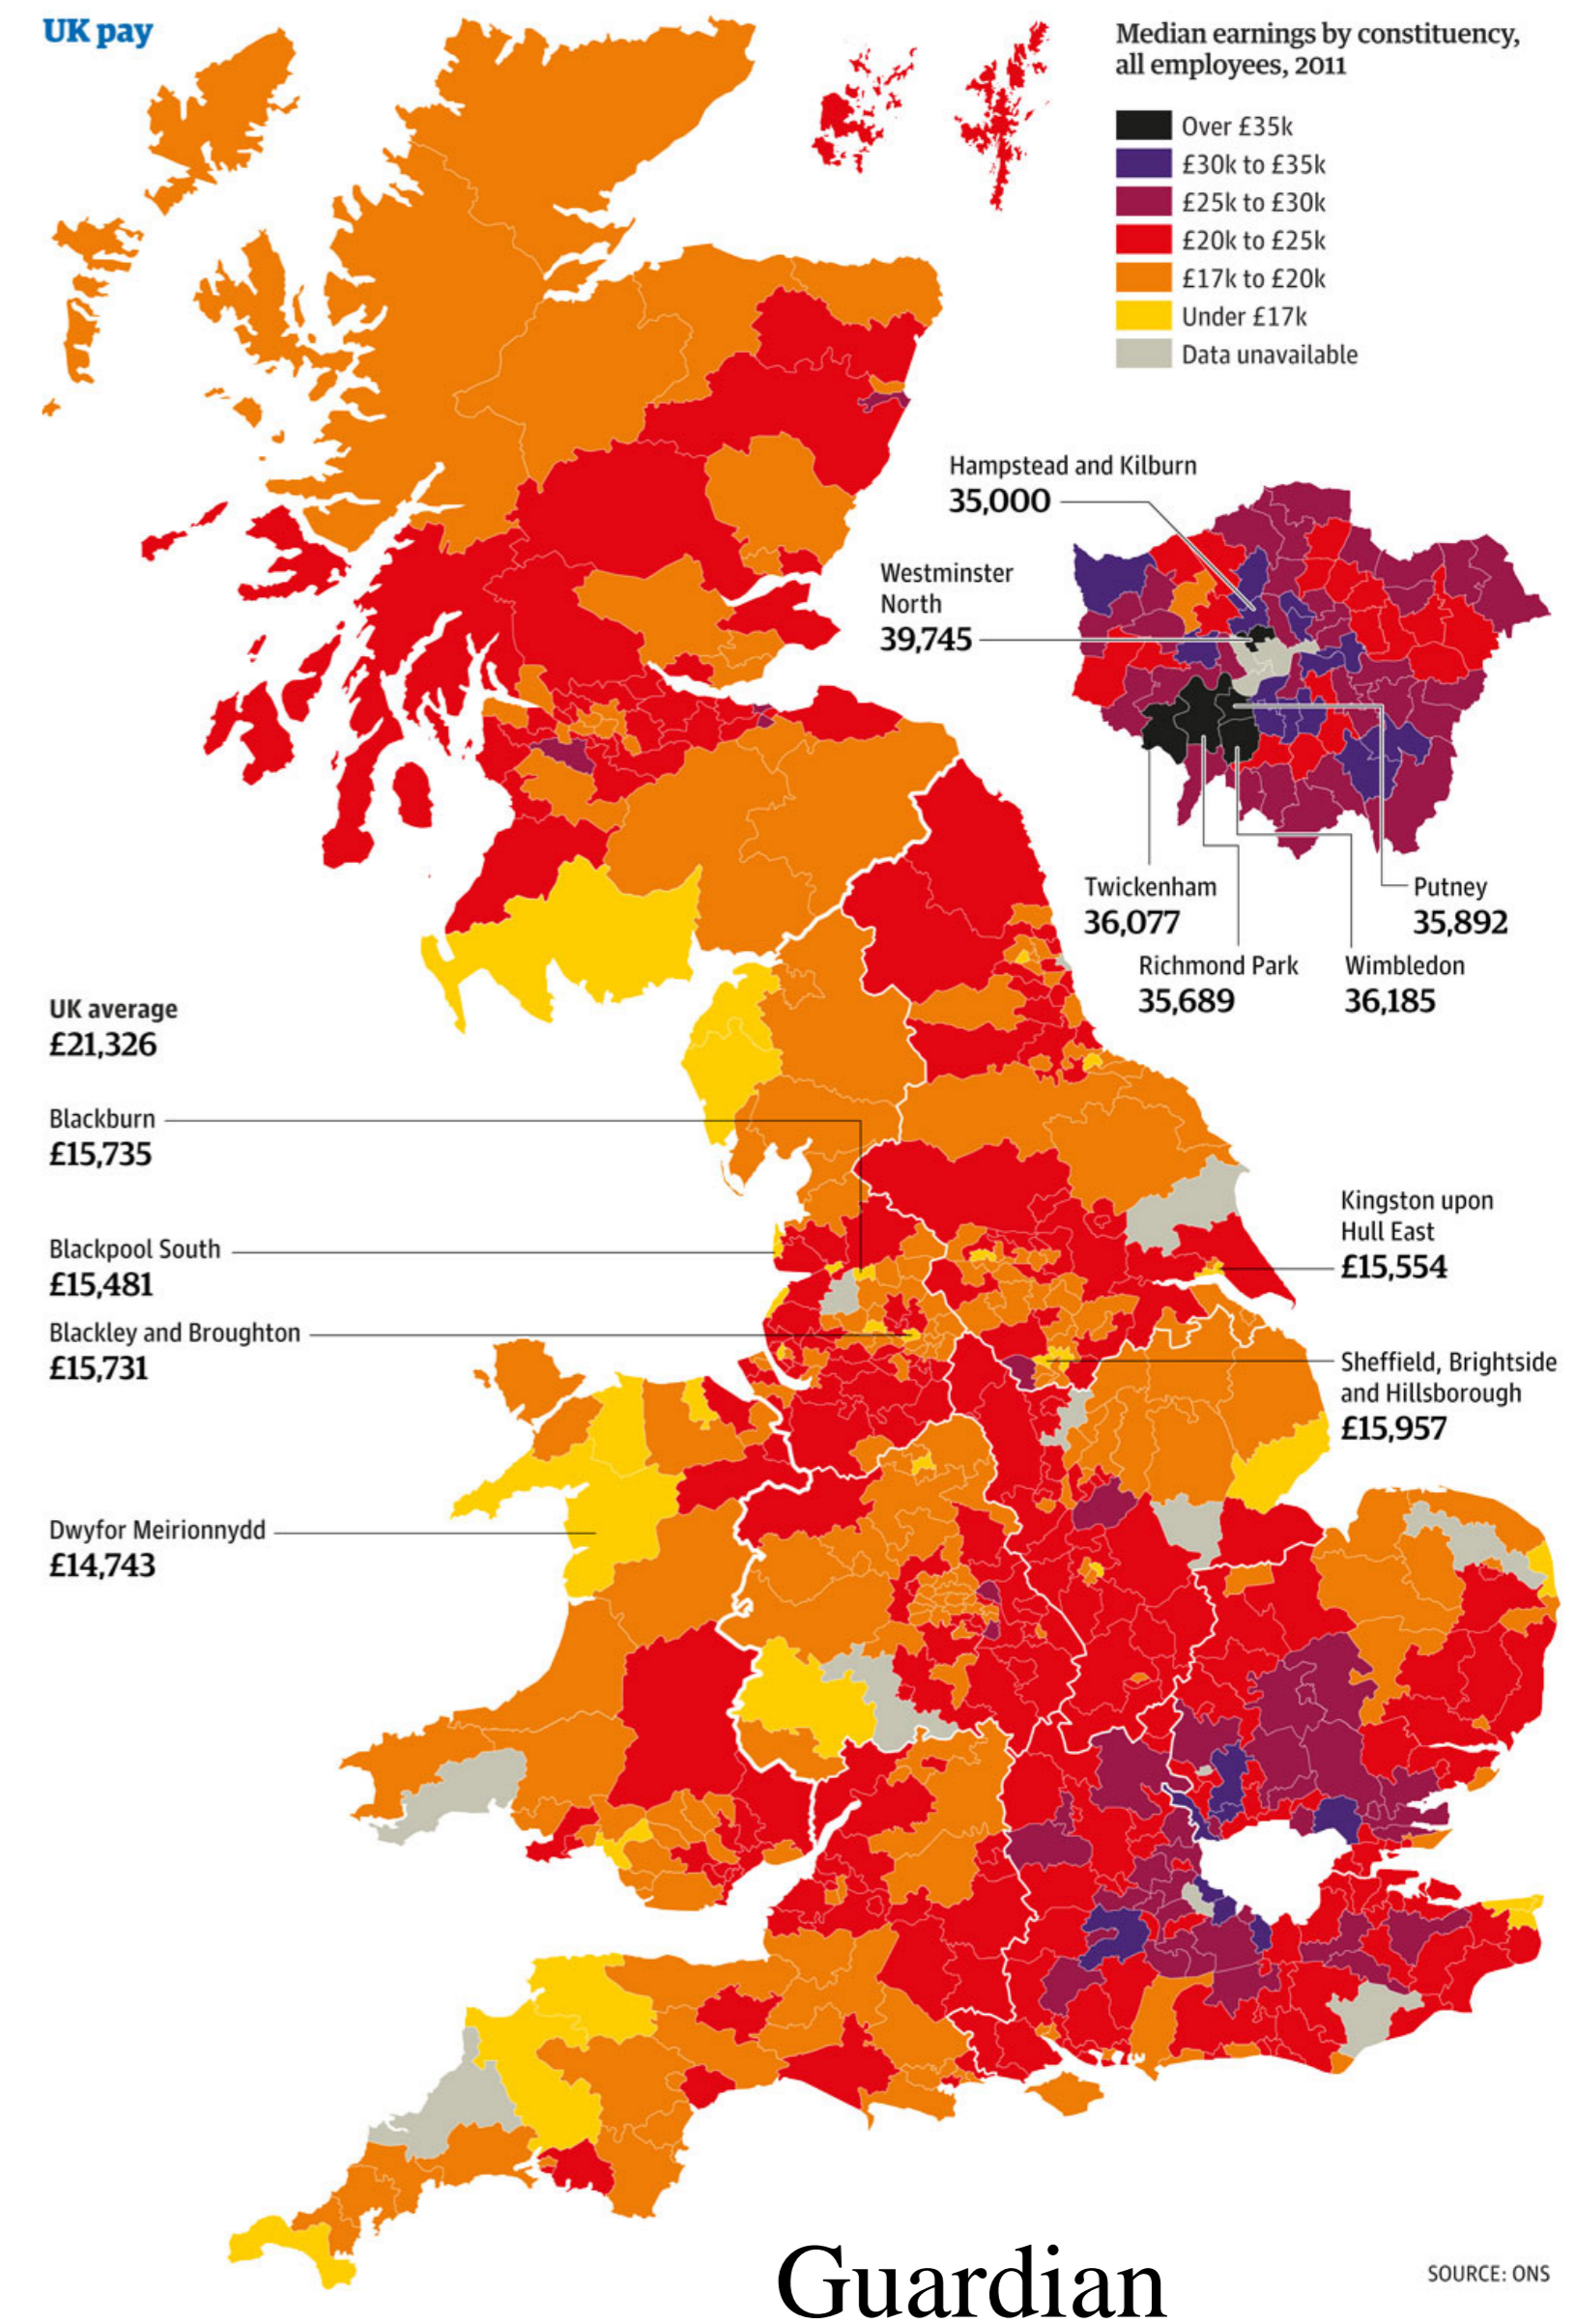 UK pay
Median earnings by constituency,
all employees, 2011
Over £35k
£30k to £35k
£25k to £30k
£20k to £25k
£17k to £20k
Under £17k
Data unavailable
Hampstead and Kilburn
35,000
Westminster
North
39,745
Twickenham
36,077
Putney
35,892
Richmond Park
35,689
Wimbledon
36,185
UK average
£21,326
Blackburn
£15,735
Blackpool South
£15,481
Blackley and Broughton
£15,731
Dwyfor Meirionnydd
£14,743
Kingston upon
Hull East
£15,554
Sheffield, Brightside
and Hillsborough
£15,957
Guardian
SOURCE: ONS